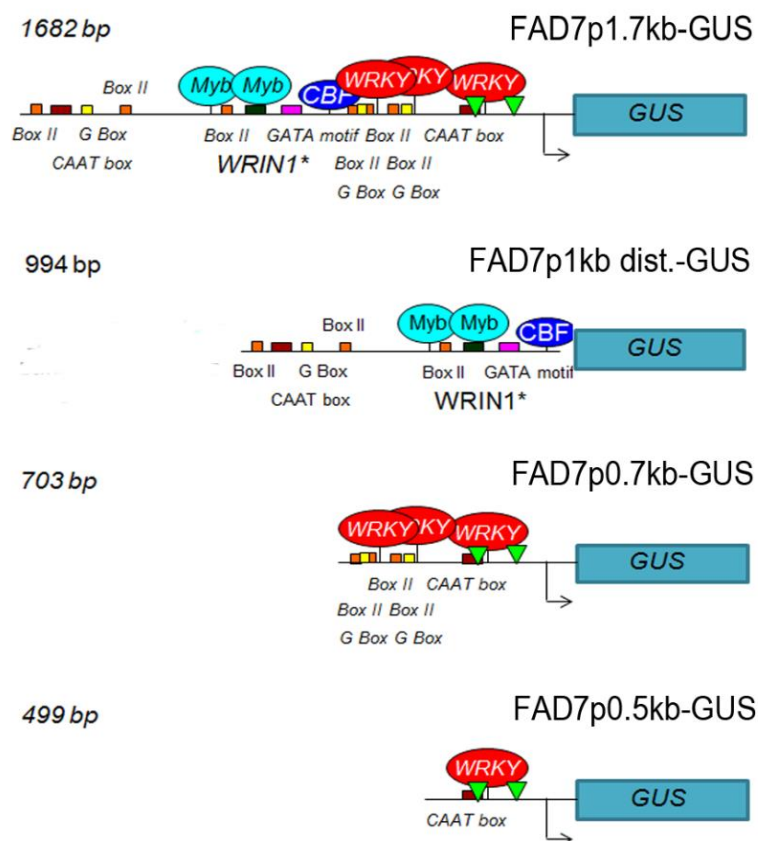 1682 bp
FAD7p1.7kb-GUS
Box II
Myb Myb CBF WRKY RKY WRKY
GUS
Box II G Box Box II GATA motif Box II CAAT box
CAAT box WRIN1* Box II Box II
G Box G Box
994 bp
FAD7p1kb dist.-GUS
Box II
Myb Myb CBF
GUS
Box II G Box Box II GATA motif
CAAT box WRIN1*
703 bp
FAD7p0.7kb-GUS
WRKY RKY WRKY
GUS
Box II CAAT box
Box II Box II
G Box G Box
499 bp
FAD7p0.5kb-GUS
WRKY
GUS
CAAT box